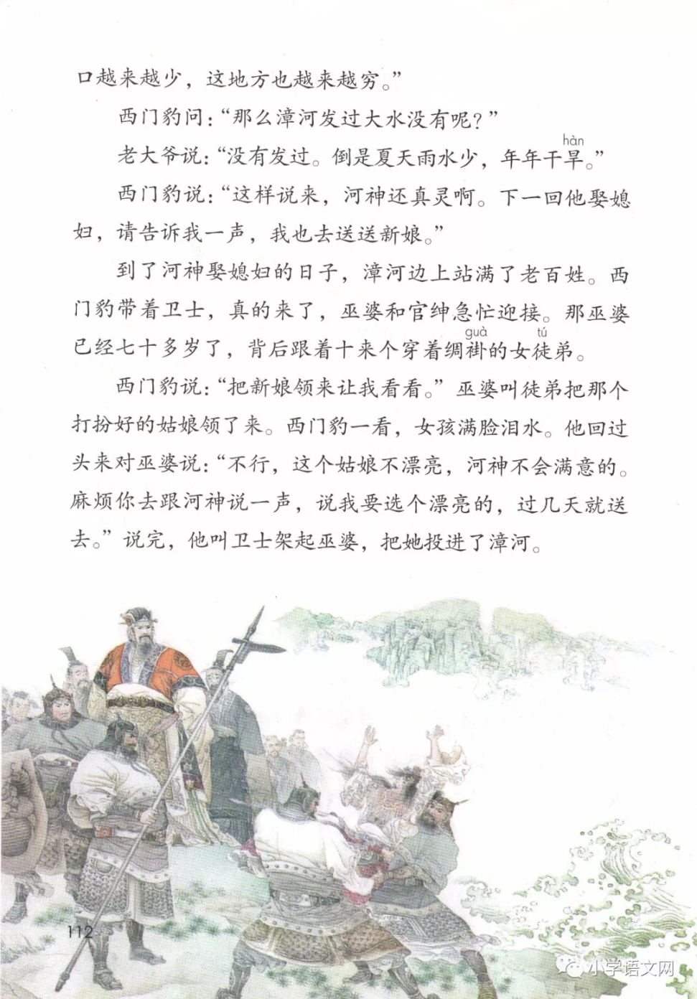 口越来越少，这地方也越来越穷。”
西门豹问：“那么漳河发过大水没有呢？”
hàn
老大爷说：“没有发过。倒是夏天雨水少，年年干旱。”
西门豹说：“这样说来，河神还真灵啊。下一回他娶媳
妇，请告诉我一声，我也去送送新娘。”
到了河神娶媳妇的日子，漳河边上站满了老百姓。西
门豹带着卫士，真的来了，巫婆和官绅急忙迎接。那巫婆
guà tú
已经七十多岁了，背后跟着十来个穿着绸褂的女徒弟。
西门豹说：“把新娘领来让我看看。”巫婆叫徒弟把那个
打扮好的姑娘领了来。西门豹一看，女孩满脸泪水。他回过
头来对巫婆说：“不行，这个姑娘不漂亮，河神不会满意的。
麻烦你去跟河神说一声，说我要选个漂亮的，过几天就送
去。”说完，他叫卫士架起巫婆，把她投进了漳河。
112
小学语文网